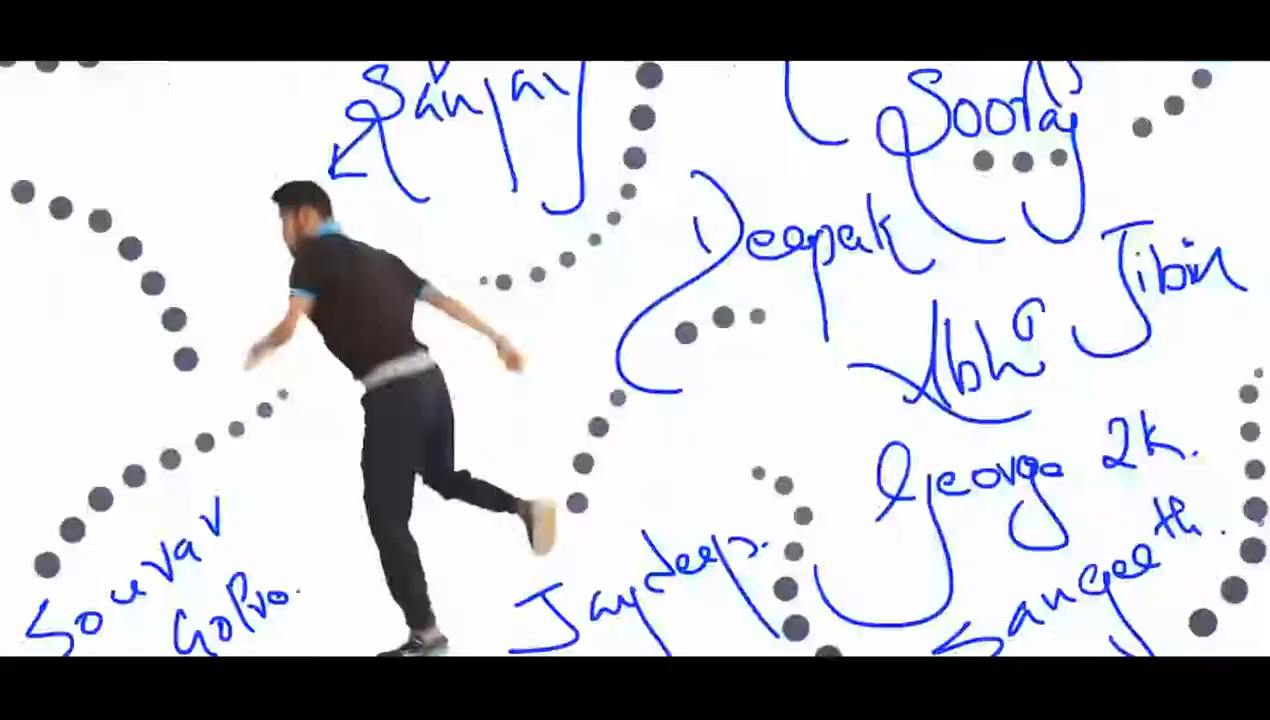 Sanjay
Sooraj
Deepak
Jibin
Abhi
George 2K.
Sangeeth.
Jaydeep.
Sourav
GoPro.